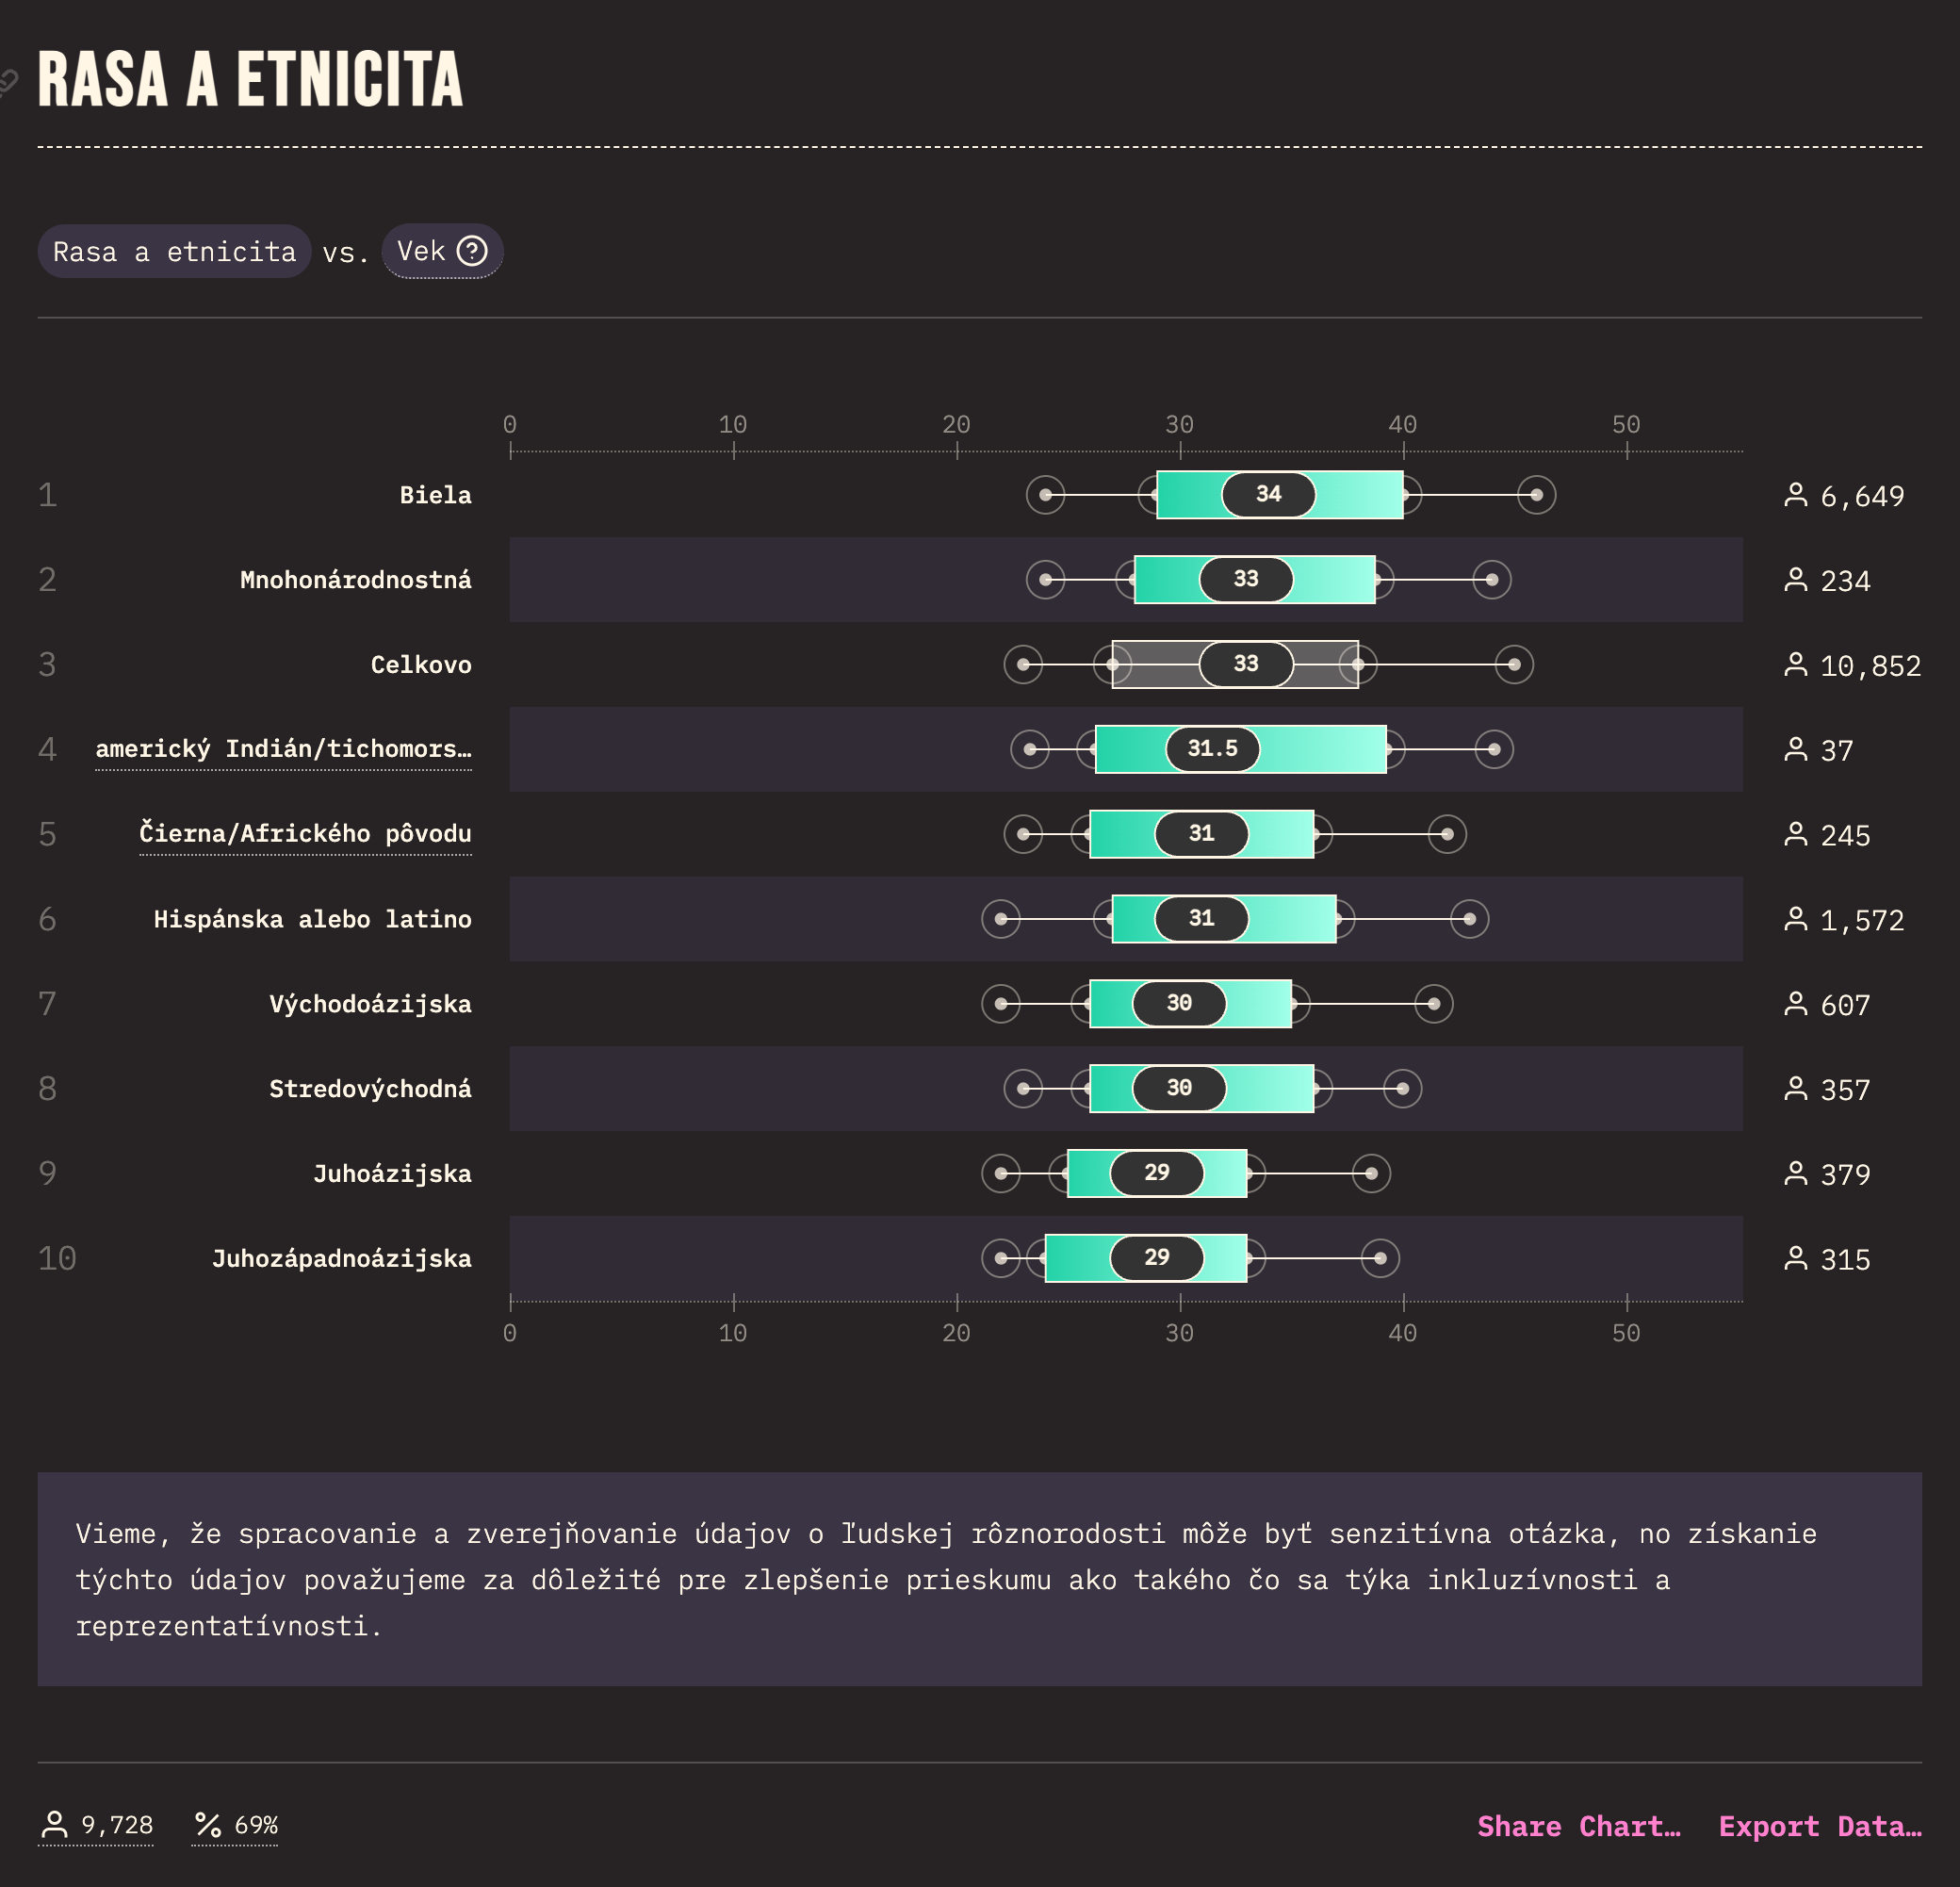 RASA A ETNICITA
Rasa a etnicita vs. Vek ?
0 10 20 30 40 50
1 Biela 34 6,649
2 Mnohonárodnostná 33 234
3 Celkovo 33 10,852
4 americký Indián/tichomors… 31.5 37
5 Čierna/Afrického pôvodu 31 245
6 Hispánska alebo latino 31 1,572
7 Východoázijska 30 607
8 Stredovýchodná 30 357
9 Juhoázijska 29 379
10 Juhozápadnoázijska 29 315
0 10 20 30 40 50
Vieme, že spracovanie a zverejňovanie údajov o ľudskej rôznorodosti môže byť senzitívna otázka, no získanie
týchto údajov považujeme za dôležité pre zlepšenie prieskumu ako takého čo sa týka inkluzívnosti a
reprezentatívnosti.
9,728 % 69% Share Chart… Export Data…